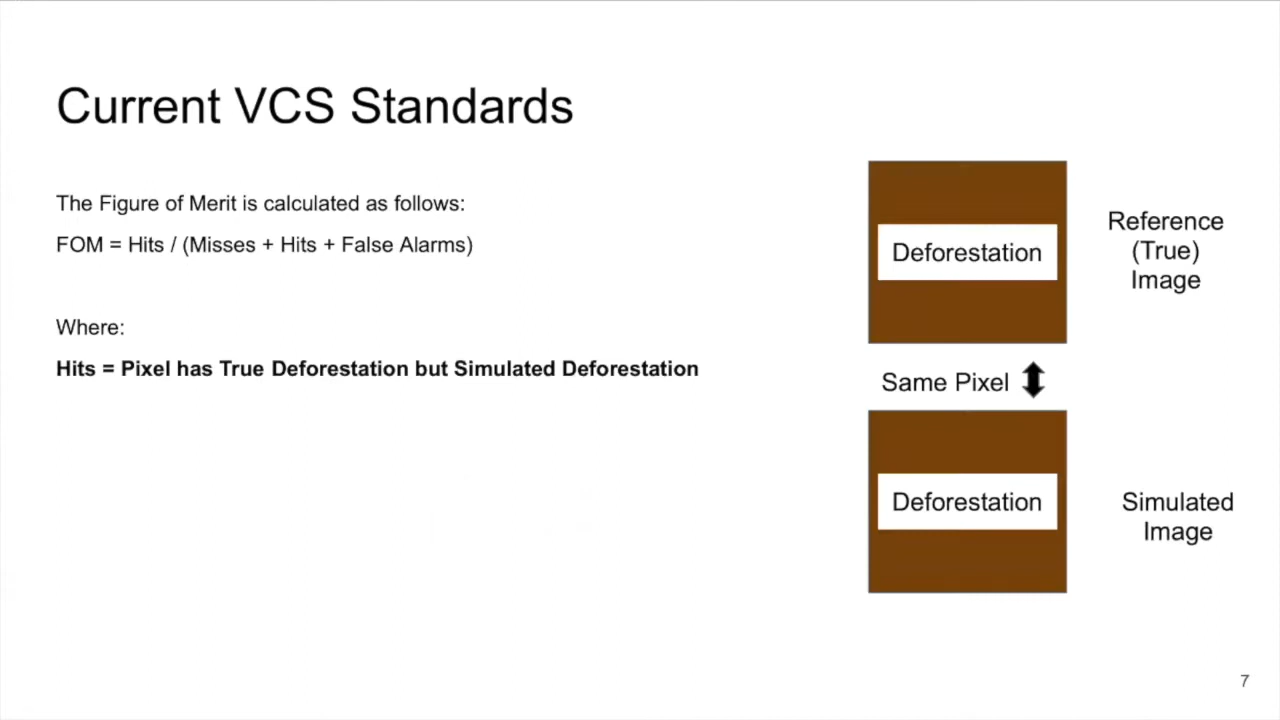 Current VCS Standards
The Figure of Merit is calculated as follows:
FOM = Hits / (Misses + Hits + False Alarms)
Where:
Hits = Pixel has True Deforestation but Simulated Deforestation
Deforestation
Reference
(True)
Image
Same Pixel
Deforestation
Simulated
Image
7